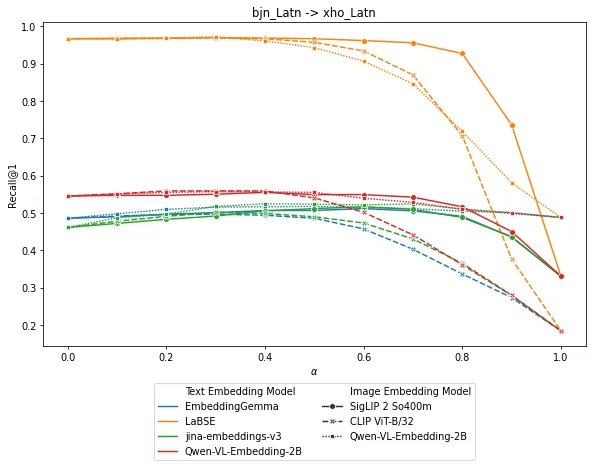 bjn_Latn -> xho_Latn
Recall@1
1.0
0.9
0.8
0.7
0.6
0.5
0.4
0.3
0.2
0.0 0.2 0.4 0.6 0.8 1.0
α
Text Embedding Model
EmbeddingGemma
LaBSE
jina-embeddings-v3
Qwen-VL-Embedding-2B
Image Embedding Model
SigLIP 2 So400m
CLIP ViT-B/32
Qwen-VL-Embedding-2B